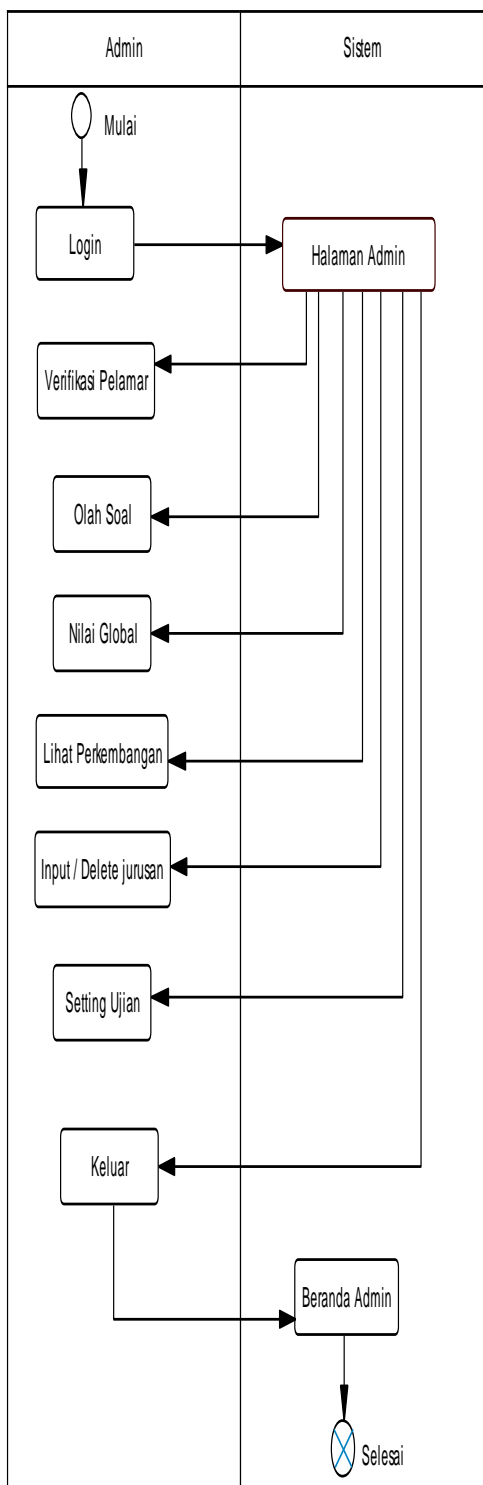 Admin
Sistem
Mulai
Login
Halaman Admin
Verifikasi Pelamar
Olah Soal
Nilai Global
Lihat Perkembangan
Input / Delete jurusan
Setting Ujian
Keluar
Beranda Admin
Selesai